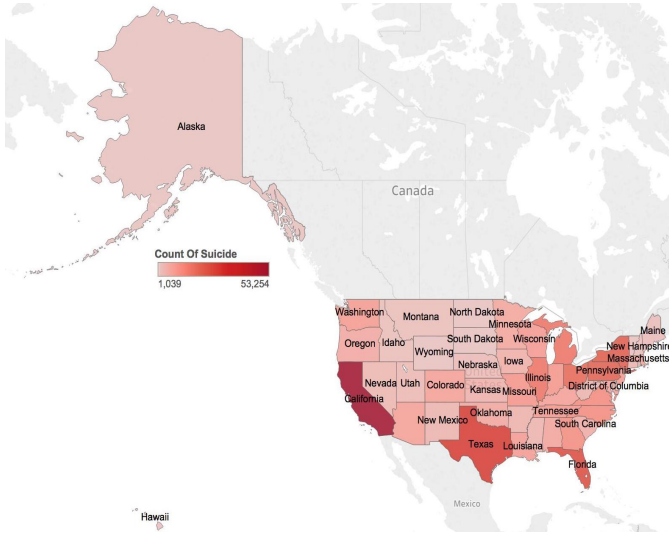 Alaska
Canada
Count Of Suicide
1,039 53,254
Washington
Montana
North Dakota
Minnesota
Maine
Oregon
Idaho
South Dakota
Wisconsin
New Hampshire
Wyoming
Massachusetts
Iowa
Nebraska
Pennsylvania
Illinois
Nevada
Utah
Colorado
Kansas
Missouri
District of Columbia
California
New Mexico
Oklahoma
Tennessee
South Carolina
Texas
Louisiana
Florida
Mexico
Hawaii